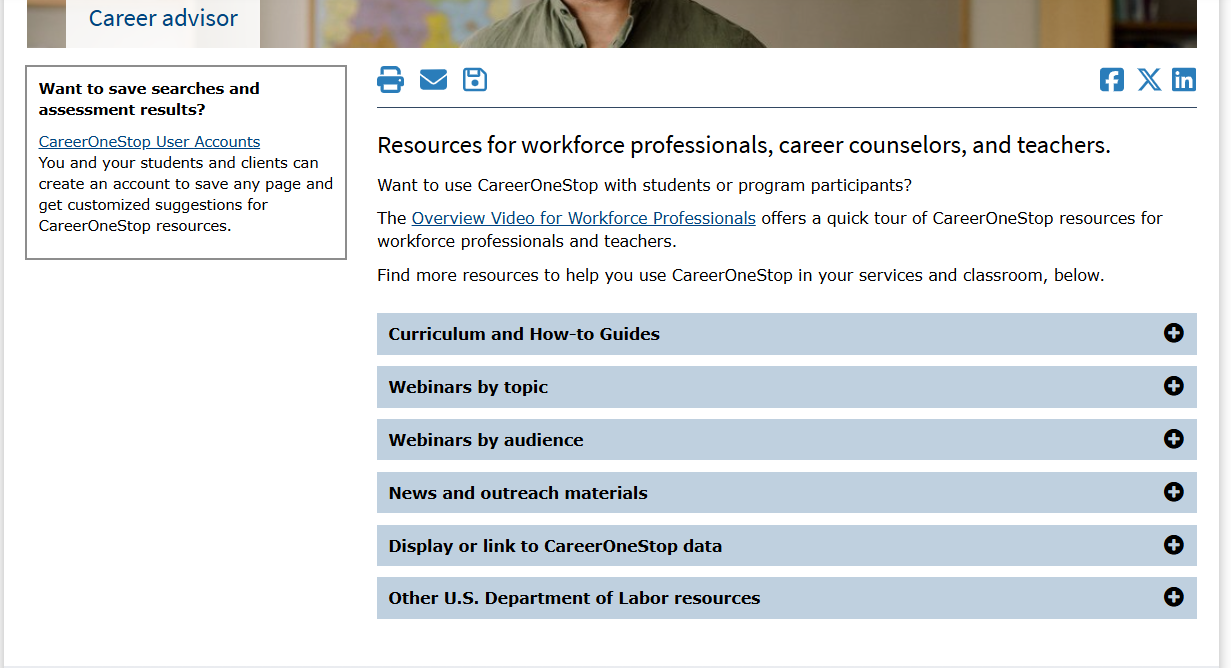 Career advisor
Want to save searches and
assessment results?
CareerOneStop User Accounts
You and your students and clients can
create an account to save any page and
get customized suggestions for
CareerOneStop resources.
Resources for workforce professionals, career counselors, and teachers.
Want to use CareerOneStop with students or program participants?
The Overview Video for Workforce Professionals offers a quick tour of CareerOneStop resources for
workforce professionals and teachers.
Find more resources to help you use CareerOneStop in your services and classroom, below.
Curriculum and How-to Guides
Webinars by topic
Webinars by audience
News and outreach materials
Display or link to CareerOneStop data
Other U.S. Department of Labor resources